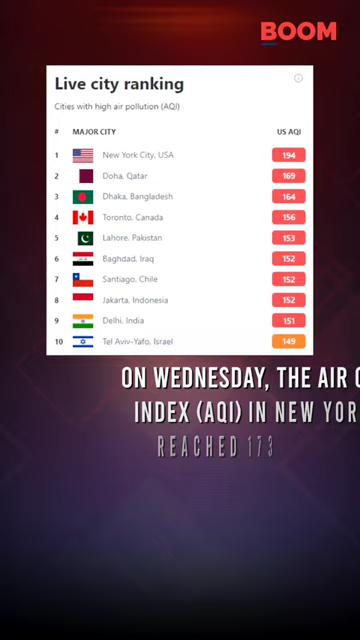 BOOM
Live city ranking
Cities with high air pollution (AQI)
# MAJOR CITY US AQI
1 New York City, USA 194
2 Doha, Qatar 169
3 Dhaka, Bangladesh 164
4 Toronto, Canada 156
5 Lahore, Pakistan 153
6 Baghdad, Iraq 152
7 Santiago, Chile 152
8 Jakarta, Indonesia 152
9 Delhi, India 151
10 Tel Aviv-Yafo, Israel 149
ON WEDNESDAY, THE AIR
INDEX (AQI) IN NEW YOR
REACHED 173